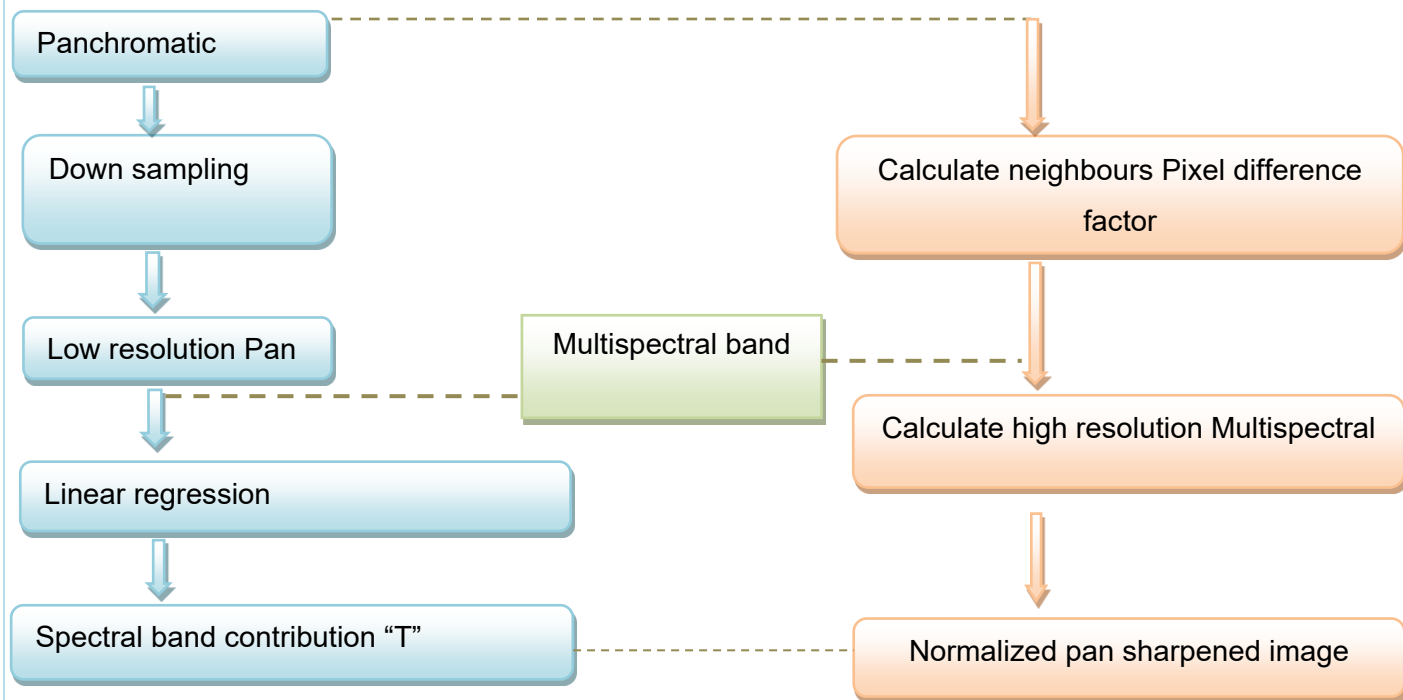 Panchromatic
Down sampling
Low resolution Pan
Linear regression
Spectral band contribution “T”
Multispectral band
Calculate neighbours Pixel difference
factor
Calculate high resolution Multispectral
Normalized pan sharpened image